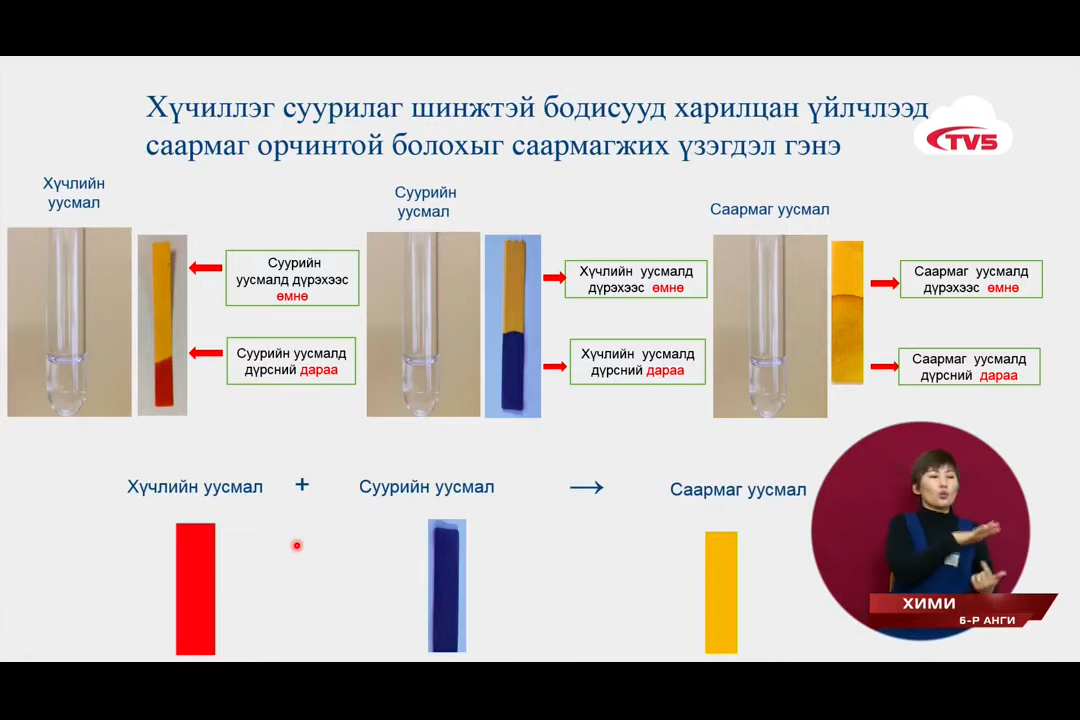 Хүчиллэг суурилаг шинжтэй бодисууд харилцан үйлчлээд
саармаг орчинтой болохыг саармагжих үзэгдэл гэнэ
TV5
Хүчлийн
уусмал
Суурийн
уусмал
Саармаг уусмал
Суурийн
уусмалд дүрэхээс
өмнө
Суурийн уусмалд
дүрсний дараа
Хүчлийн уусмалд
дүрэхээс өмнө
Хүчлийн уусмалд
дүрсний дараа
Саармаг уусмалд
дүрэхээс өмнө
Саармаг уусмалд
дүрсний дараа
Хүчлийн уусмал + Суурийн уусмал → Саармаг уусмал
ХИМИ
6-Р АНГИ